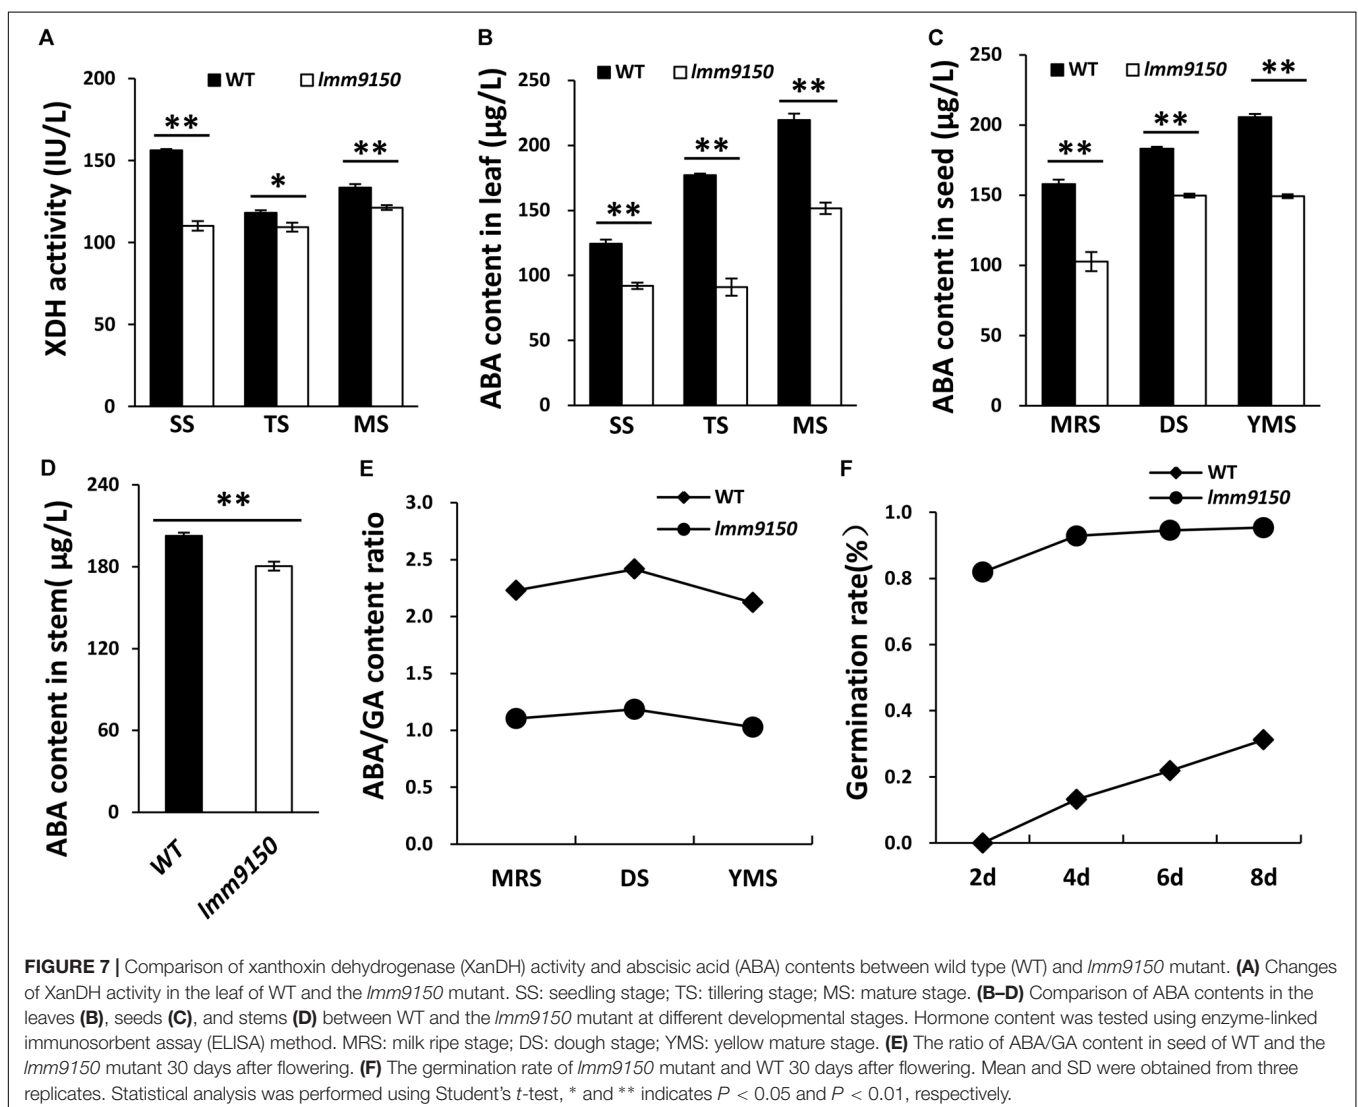 A
XDH acttivity (IU/L)
WT
lmm9150
200
150
100
50
0
**
*
**
SS
TS
MS
B
ABA content in leaf (μg/L)
WT
lmm9150
250
200
150
100
50
0
**
**
**
SS
TS
MS
C
ABA content in seed (μg/L)
WT
lmm9150
250
200
150
100
50
0
**
**
**
MRS
DS
YMS
D
ABA content in stem( μg/L)
240
180
120
60
0
**
WT
lmm9150
E
ABA/GA content ratio
WT
lmm9150
3.0
2.5
2.0
1.5
1.0
0.5
0.0
MRS
DS
YMS
F
Germination rate(%)
WT
lmm9150
1.0
0.8
0.6
0.4
0.2
0.0
2d
4d
6d
8d
FIGURE 7 | Comparison of xanthoxin dehydrogenase (XanDH) activity and abscisic acid (ABA) contents between wild type (WT) and lmm9150 mutant. (A) Changes
of XanDH activity in the leaf of WT and the lmm9150 mutant. SS: seedling stage; TS: tillering stage; MS: mature stage. (B–D) Comparison of ABA contents in the
leaves (B), seeds (C), and stems (D) between WT and the lmm9150 mutant at different developmental stages. Hormone content was tested using enzyme-linked
immunosorbent assay (ELISA) method. MRS: milk ripe stage; DS: dough stage; YMS: yellow mature stage. (E) The ratio of ABA/GA content in seed of WT and the
lmm9150 mutant 30 days after flowering. (F) The germination rate of lmm9150 mutant and WT 30 days after flowering. Mean and SD were obtained from three
replicates. Statistical analysis was performed using Student's t-test, * and ** indicates P < 0.05 and P < 0.01, respectively.